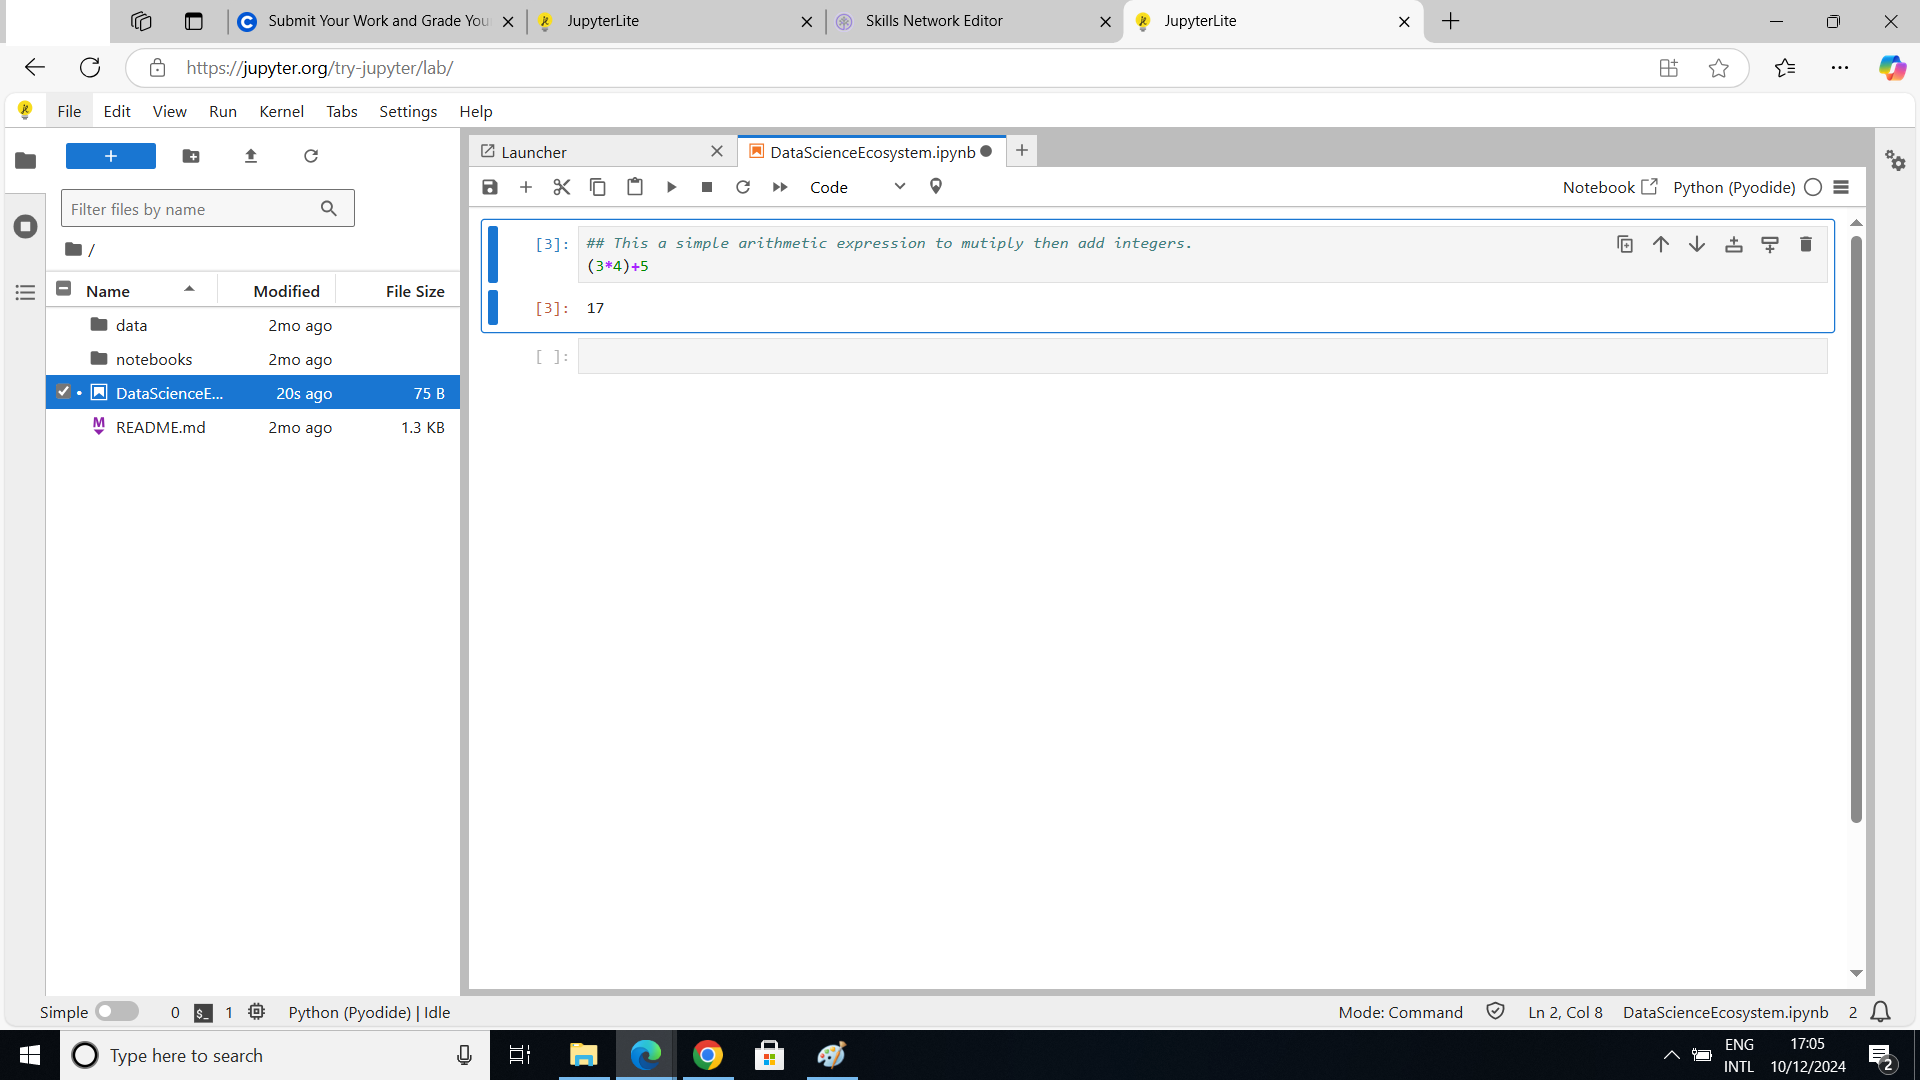 Submit Your Work and Grade You
JupyterLite
Skills Network Editor
JupyterLite
https://jupyter.org/try-jupyter/lab/
File Edit View Run Kernel Tabs Settings Help
Launcher
DataScienceEcosystem.ipynb
Code
Notebook
Python (Pyodide)
Filter files by name
/
Name Modified File Size
data 2mo ago
notebooks 2mo ago
DataScienceE... 20s ago 75 B
README.md 2mo ago 1.3 KB
[3]: ## This a simple arithmetic expression to mutiply then add integers.
(3*4)+5
[3]: 17
[ ]:
Simple 0 $_ 1 Python (Pyodide) | Idle
Mode: Command Ln 2, Col 8 DataScienceEcosystem.ipynb 2
Type here to search
ENG
INTL
17:05
10/12/2024
2